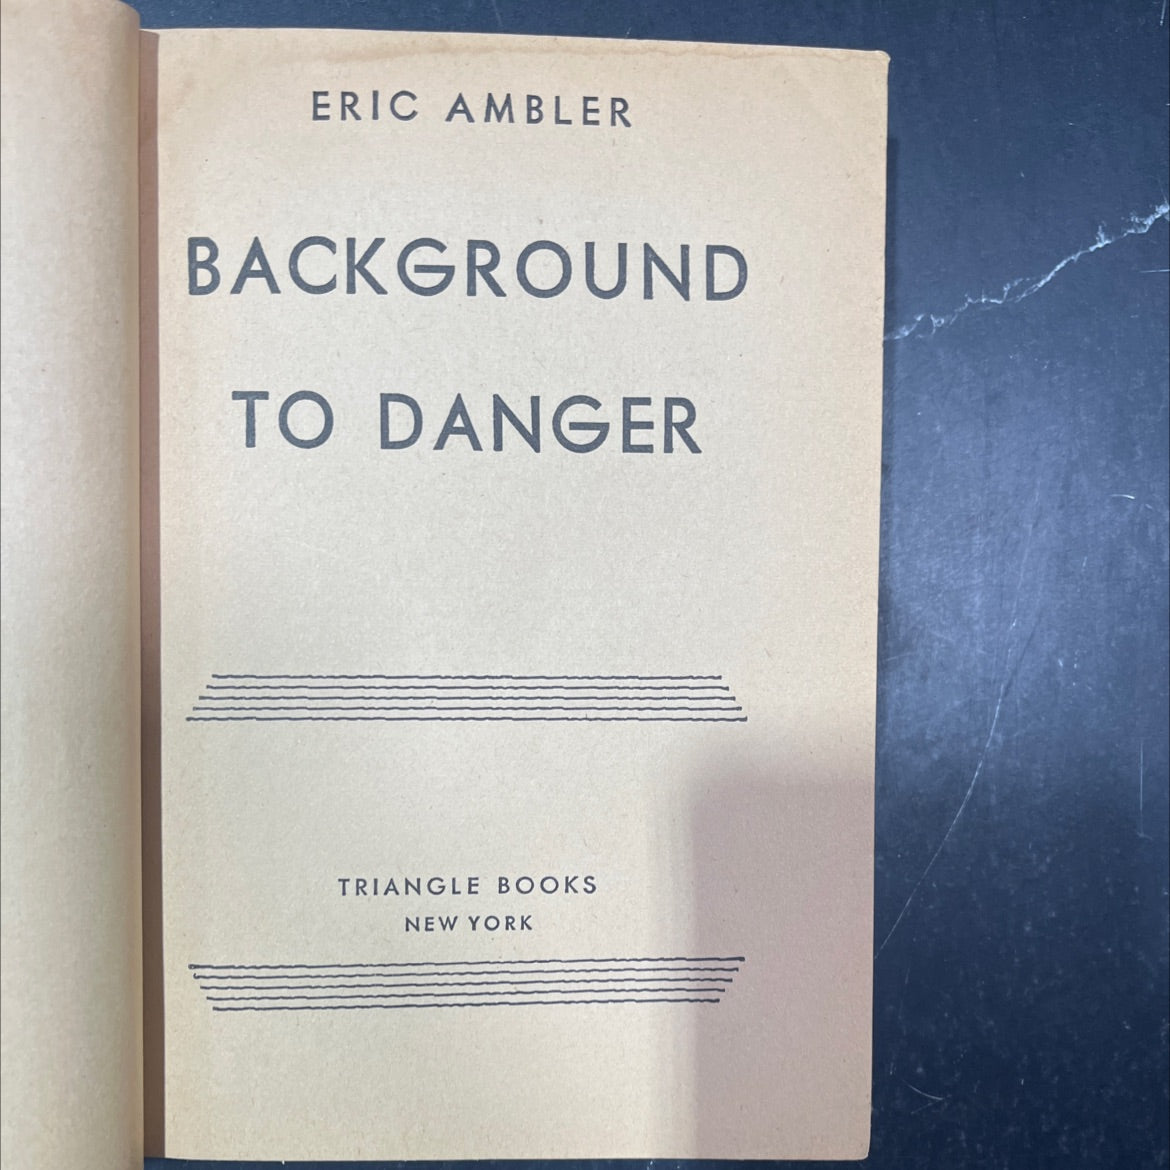 ERIC AMBLER
BACKGROUND
TO DANGER
TRIANGLE BOOKS
NEW YORK